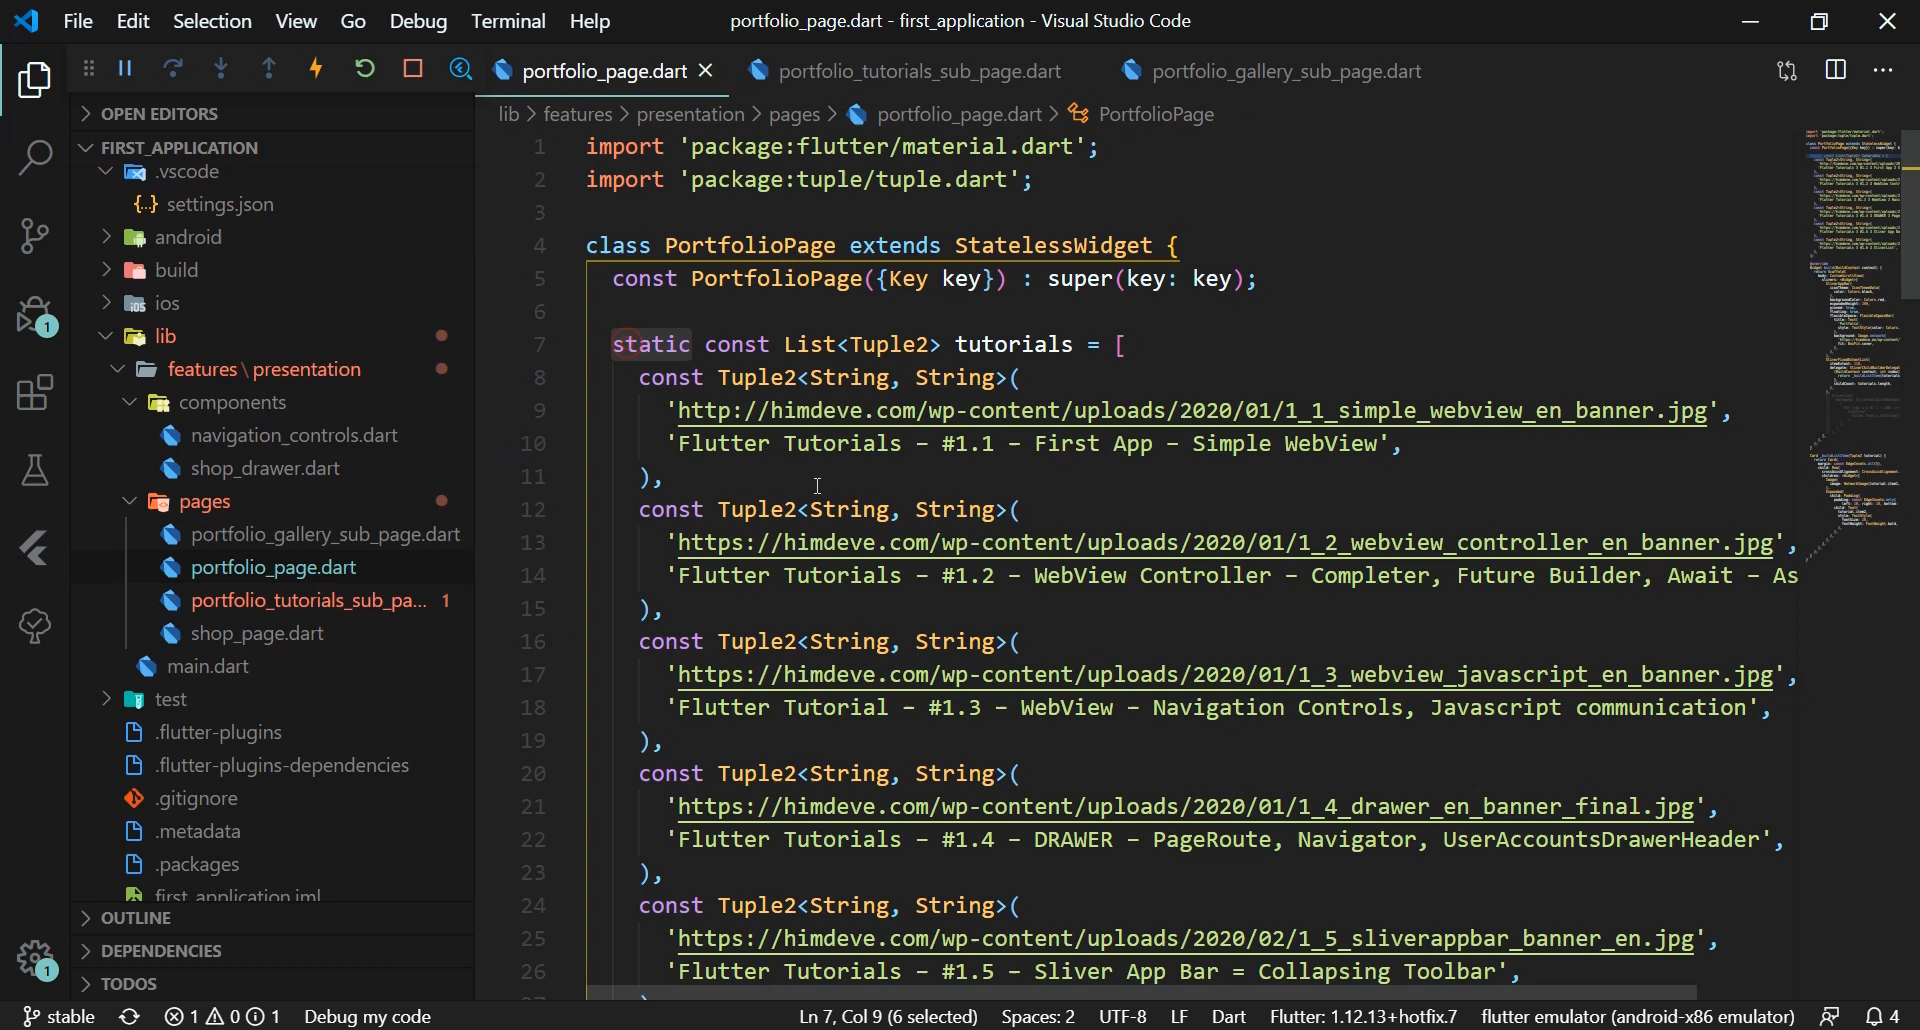 File Edit Selection View Go Debug Terminal Help
portfolio_page.dart - first_application - Visual Studio Code
portfolio_page.dart
portfolio_tutorials_sub_page.dart
portfolio_gallery_sub_page.dart
OPEN EDITORS
lib > features > presentation > pages > portfolio_page.dart > PortfolioPage
FIRST_APPLICATION
.vscode
settings.json
android
build
ios
lib
features\presentation
components
navigation_controls.dart
shop_drawer.dart
pages
portfolio_gallery_sub_page.dart
portfolio_page.dart
portfolio_tutorials_sub_pa... 1
shop_page.dart
main.dart
test
.flutter-plugins
.flutter-plugins-dependencies
.gitignore
.metadata
.packages
first_application.iml
OUTLINE
DEPENDENCIES
TODOS
1
1
1 import 'package:flutter/material.dart';
2 import 'package:tuple/tuple.dart';
3
4 class PortfolioPage extends StatelessWidget {
5 const PortfolioPage({Key key}) : super(key: key);
6
7 static const List<Tuple2> tutorials = [
8 const Tuple2<String, String>(
9 'http://himdeve.com/wp-content/uploads/2020/01/1_1_simple_webview_en_banner.jpg',
10 'Flutter Tutorials - #1.1 - First App - Simple WebView',
11 ),
12 const Tuple2<String, String>(
13 'https://himdeve.com/wp-content/uploads/2020/01/1_2_webview_controller_en_banner.jpg',
14 'Flutter Tutorials - #1.2 - WebView Controller - Completer, Future Builder, Await - As
15 ),
16 const Tuple2<String, String>(
17 'https://himdeve.com/wp-content/uploads/2020/01/1_3_webview_javascript_en_banner.jpg',
18 'Flutter Tutorial - #1.3 - WebView - Navigation Controls, Javascript communication',
19 ),
20 const Tuple2<String, String>(
21 'https://himdeve.com/wp-content/uploads/2020/01/1_4_drawer_en_banner_final.jpg',
22 'Flutter Tutorials - #1.4 - DRAWER - PageRoute, Navigator, UserAccountsDrawerHeader',
23 ),
24 const Tuple2<String, String>(
25 'https://himdeve.com/wp-content/uploads/2020/02/1_5_sliverappbar_banner_en.jpg',
26 'Flutter Tutorials - #1.5 - Sliver App Bar = Collapsing Toolbar',
stable 1 0 1 Debug my code Ln 7, Col 9 (6 selected) Spaces: 2 UTF-8 LF Dart Flutter: 1.12.13+hotfix.7 flutter emulator (android-x86 emulator) 4